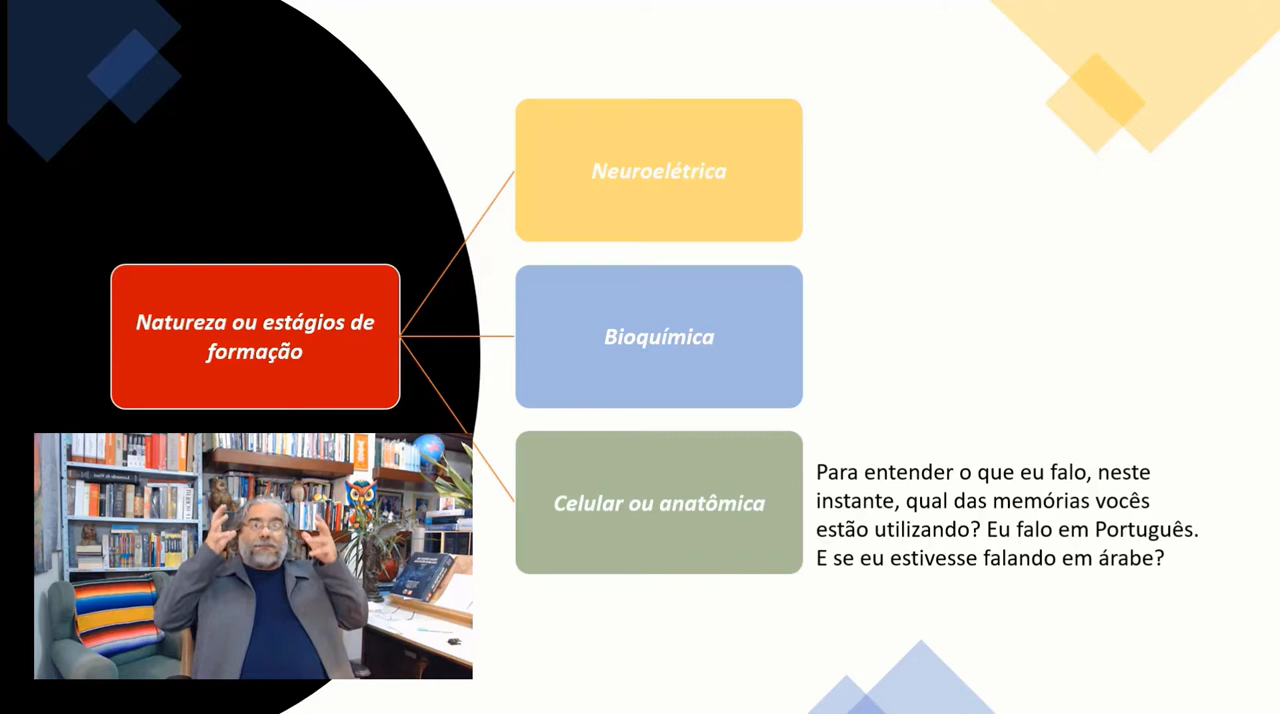 Neuroelétrica
Natureza ou estágios de
formação
Bioquímica
Celular ou anatômica
Para entender o que eu falo, neste
instante, qual das memórias vocês
estão utilizando? Eu falo em Português.
E se eu estivesse falando em árabe?